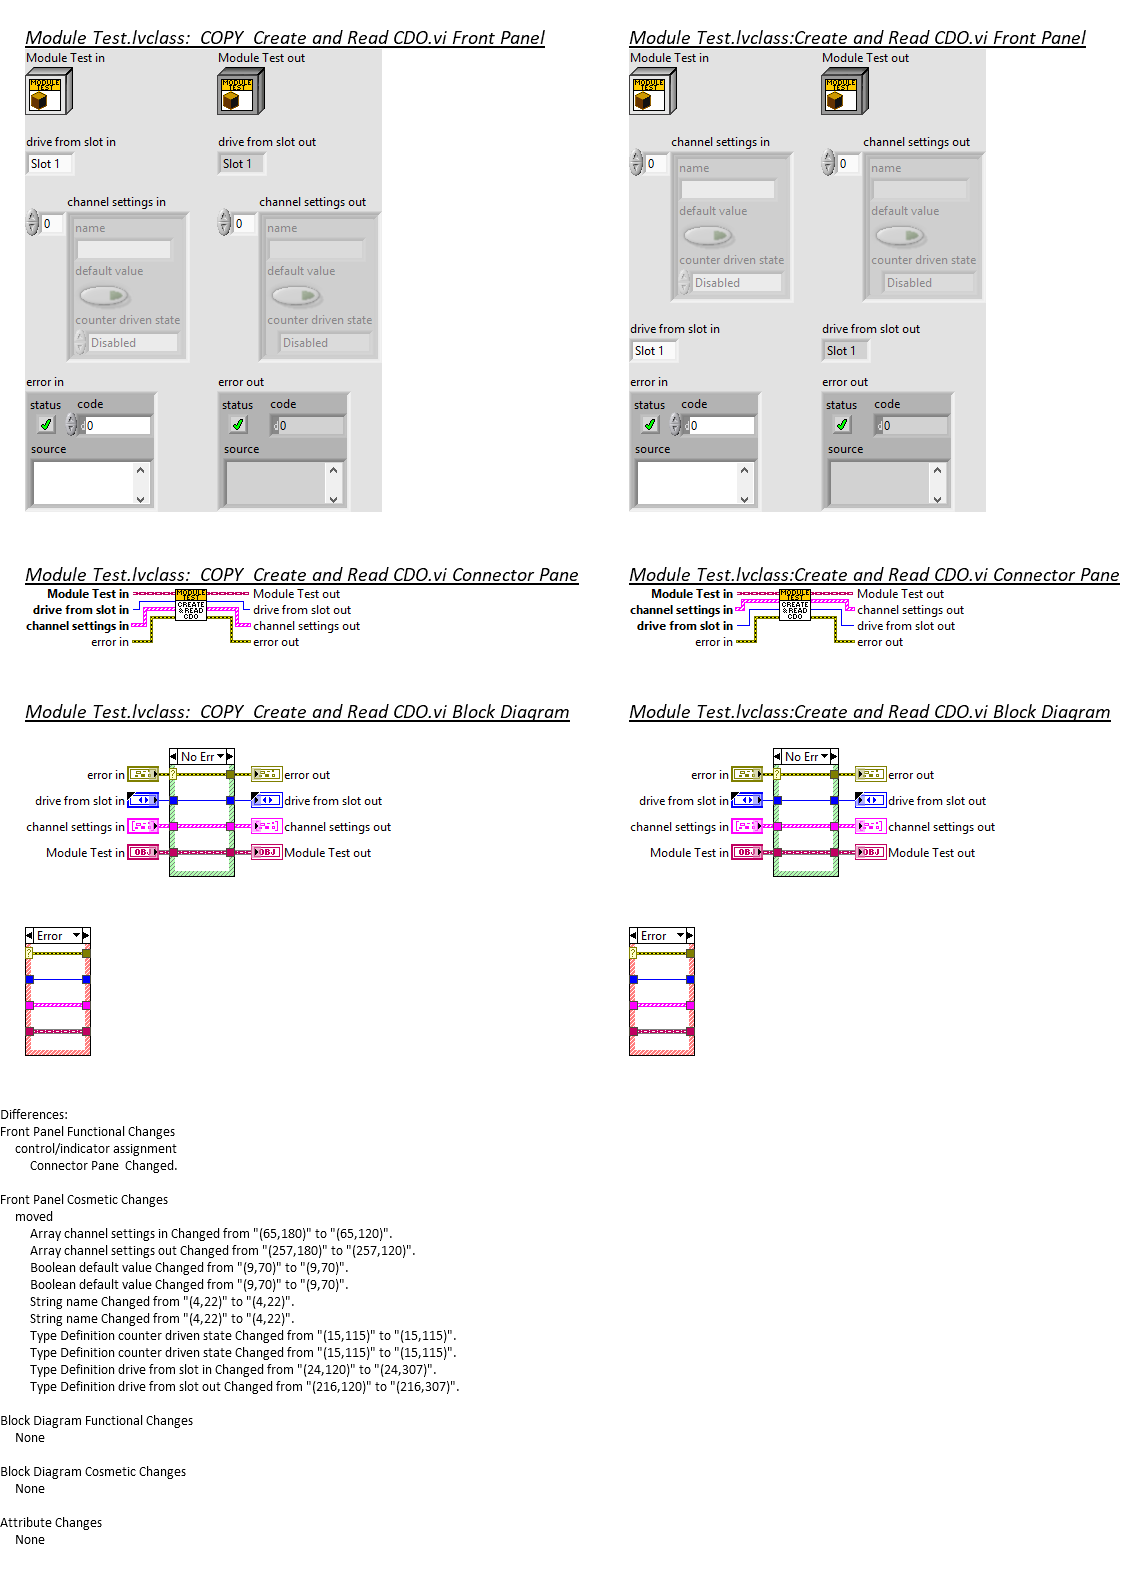 Module Test.lvclass:  COPY  Create and Read CDO.vi Front Panel
Module Test in
Module Test out
MODULE TEST
MODULE TEST
drive from slot in
drive from slot out
Slot 1
Slot 1
channel settings in
channel settings out
0
0
name
name
default value
default value
counter driven state
counter driven state
Disabled
Disabled
error in
error out
status
code
status
code
d0
d0
source
source
Module Test.lvclass:Create and Read CDO.vi Front Panel
Module Test in
Module Test out
MODULE TEST
MODULE TEST
channel settings in
channel settings out
0
0
name
name
default value
default value
counter driven state
counter driven state
Disabled
Disabled
drive from slot in
drive from slot out
Slot 1
Slot 1
error in
error out
status
code
status
code
d0
d0
source
source
Module Test.lvclass:  COPY  Create and Read CDO.vi Connector Pane
Module Test in
drive from slot in
channel settings in
error in
MODULE
TEST
CREATE
& READ
CDO
Module Test out
drive from slot out
channel settings out
error out
Module Test.lvclass:Create and Read CDO.vi Connector Pane
Module Test in
channel settings in
drive from slot in
error in
MODULE
TEST
CREATE
& READ
CDO
Module Test out
channel settings out
drive from slot out
error out
Module Test.lvclass:  COPY  Create and Read CDO.vi Block Diagram
No Err
error in
error out
drive from slot in
drive from slot out
channel settings in
channel settings out
Module Test in
OBJ
OBJ
Module Test out
?
Error
?
Module Test.lvclass:Create and Read CDO.vi Block Diagram
No Err
error in
error out
drive from slot in
drive from slot out
channel settings in
channel settings out
Module Test in
OBJ
OBJ
Module Test out
?
Error
?
Differences:
Front Panel Functional Changes
control/indicator assignment
Connector Pane  Changed.
Front Panel Cosmetic Changes
moved
Array channel settings in Changed from "(65,180)" to "(65,120)".
Array channel settings out Changed from "(257,180)" to "(257,120)".
Boolean default value Changed from "(9,70)" to "(9,70)".
Boolean default value Changed from "(9,70)" to "(9,70)".
String name Changed from "(4,22)" to "(4,22)".
String name Changed from "(4,22)" to "(4,22)".
Type Definition counter driven state Changed from "(15,115)" to "(15,115)".
Type Definition counter driven state Changed from "(15,115)" to "(15,115)".
Type Definition drive from slot in Changed from "(24,120)" to "(24,307)".
Type Definition drive from slot out Changed from "(216,120)" to "(216,307)".
Block Diagram Functional Changes
None
Block Diagram Cosmetic Changes
None
Attribute Changes
None